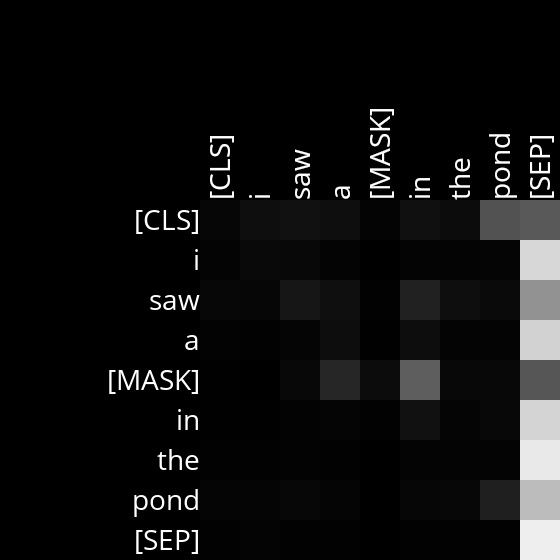 [CLS] i saw a [MASK] in the pond [SEP]
[CLS]
i
saw
a
[MASK]
in
the
pond
[SEP]